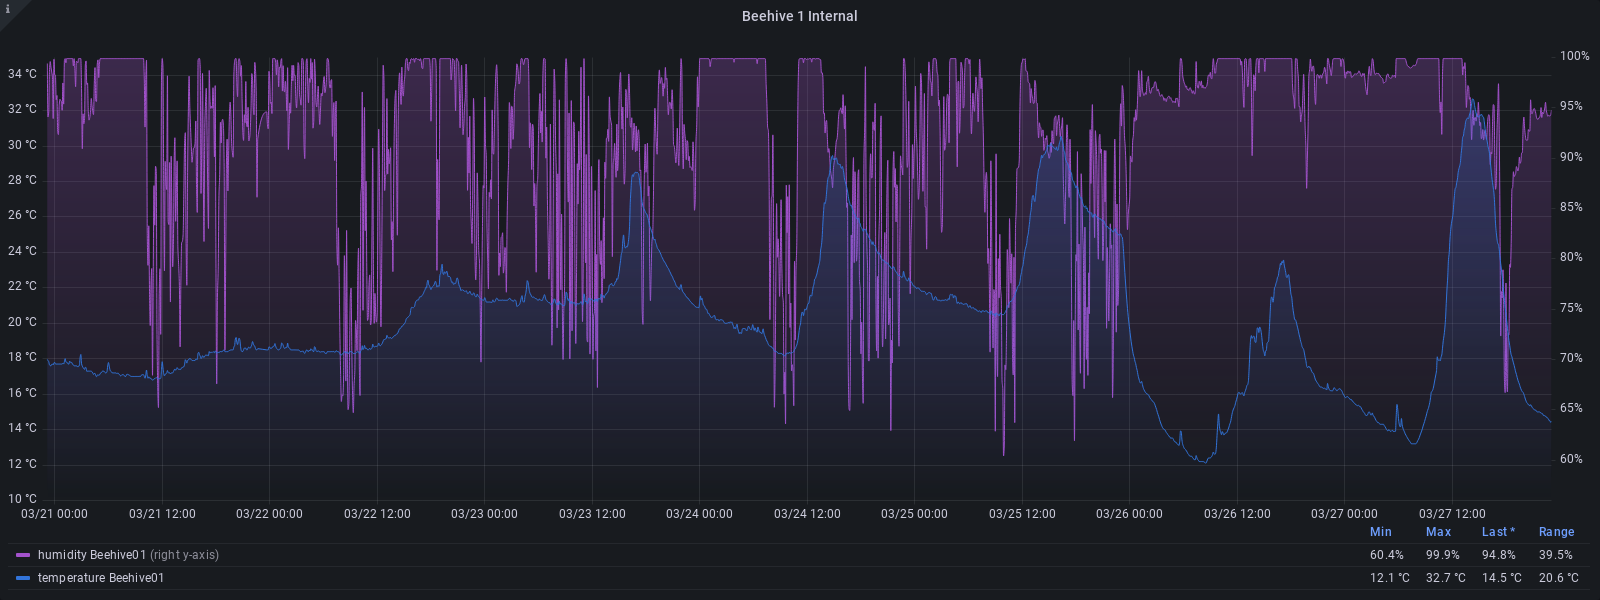 i
Beehive 1 Internal
34 °C
32 °C
30 °C
28 °C
26 °C
24 °C
22 °C
20 °C
18 °C
16 °C
14 °C
12 °C
10 °C
100%
95%
90%
85%
80%
75%
70%
65%
60%
03/21 00:00 03/21 12:00 03/22 00:00 03/22 12:00 03/23 00:00 03/23 12:00 03/24 00:00 03/24 12:00 03/25 00:00 03/25 12:00 03/26 00:00 03/26 12:00 03/27 00:00 03/27 12:00
Min Max Last * Range
humidity Beehive01 (right y-axis) 60.4% 99.9% 94.8% 39.5%
temperature Beehive01 12.1 °C 32.7 °C 14.5 °C 20.6 °C